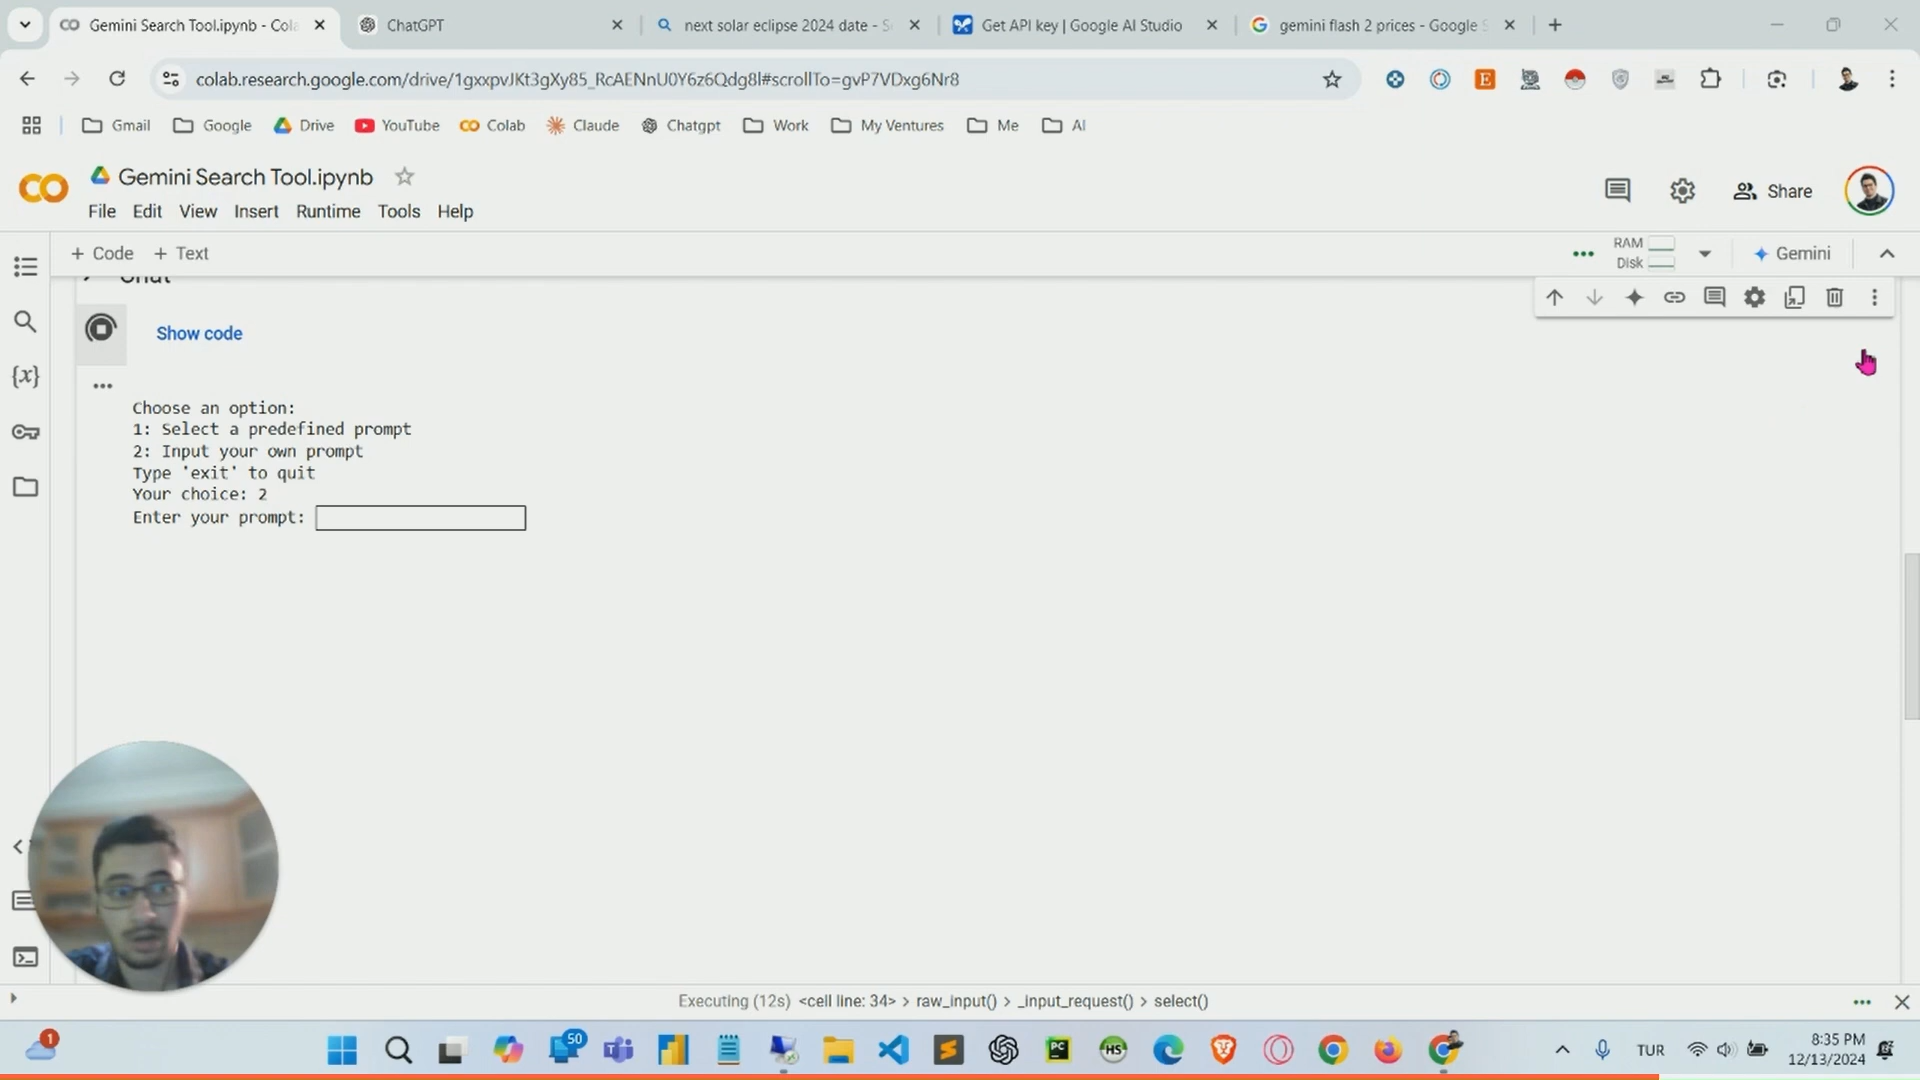 Gemini Search Tool.ipynb - Cola
ChatGPT
next solar eclipse 2024 date - S
Get API key | Google AI Studio
gemini flash 2 prices - Google S
colab.research.google.com/drive/1gxxpvJKt3gXy85_RcAENnU0Y6z6Qdg8l#scrollTo=gvP7VDxg6Nr8
Gmail
Google
Drive
YouTube
Colab
Claude
Chatgpt
Work
My Ventures
Me
AI
Gemini Search Tool.ipynb
File Edit View Insert Runtime Tools Help
Share
+ Code + Text
RAM
Disk
Gemini
Chat
Show code
Choose an option:
1: Select a predefined prompt
2: Input your own prompt
Type 'exit' to quit
Your choice: 2
Enter your prompt:
Executing (12s) <cell line: 34> > raw_input() > _input_request() > select()
1
50
HS
PC
TUR
8:35 PM
12/13/2024